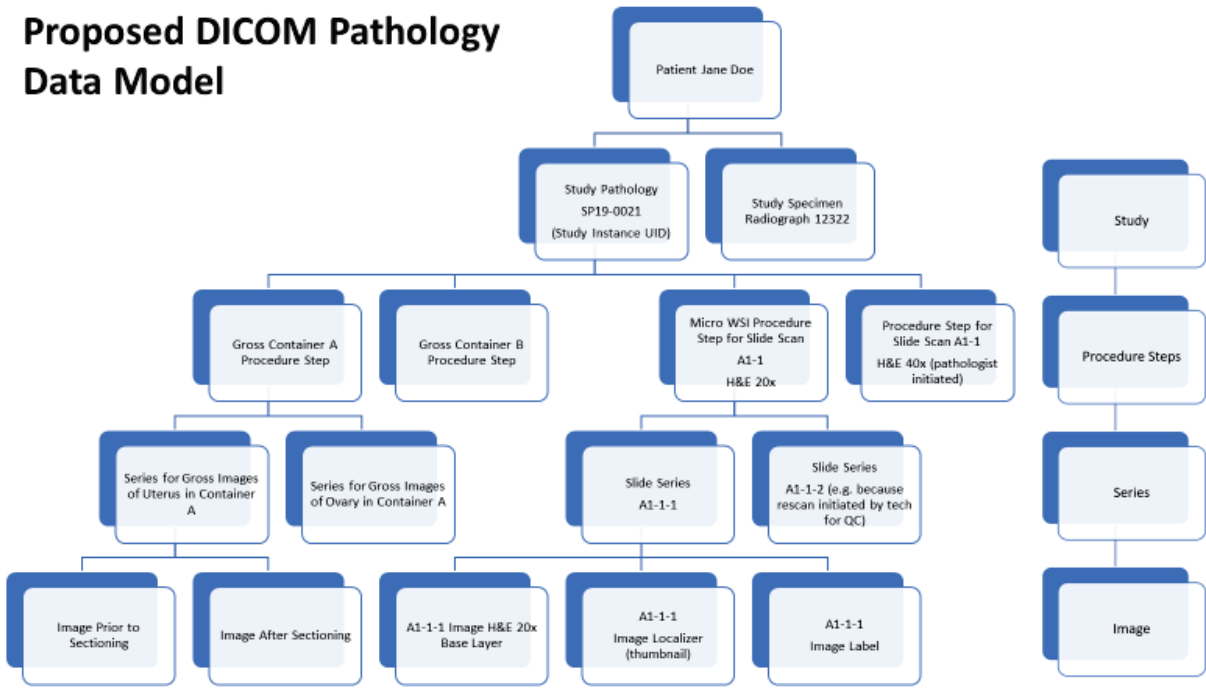 Proposed DICOM Pathology
Data Model
Patient Jane Doe
Study Pathology
SP19-0021
(Study Instance UID)
Study Specimen
Radiograph 12322
Study
Gross Container A
Procedure Step
Gross Container B
Procedure Step
Micro WSI Procedure
Step for Slide Scan
A1-1
H&E 20x
Procedure Step for
Slide Scan A1-1
H&E 40x (pathologist
initiated)
Procedure Steps
Series for Gross Images
of Uterus in Container
A
Series for Gross Images
of Ovary in Container A
Slide Series
A1-1-1
Slide Series
A1-1-2 (e.g. because
rescan initiated by tech
for QC)
Series
Image Prior to
Sectioning
Image After Sectioning
A1-1-1 Image H&E 20x
Base Layer
A1-1-1
Image Localizer
(thumbnail)
A1-1-1
Image Label
Image